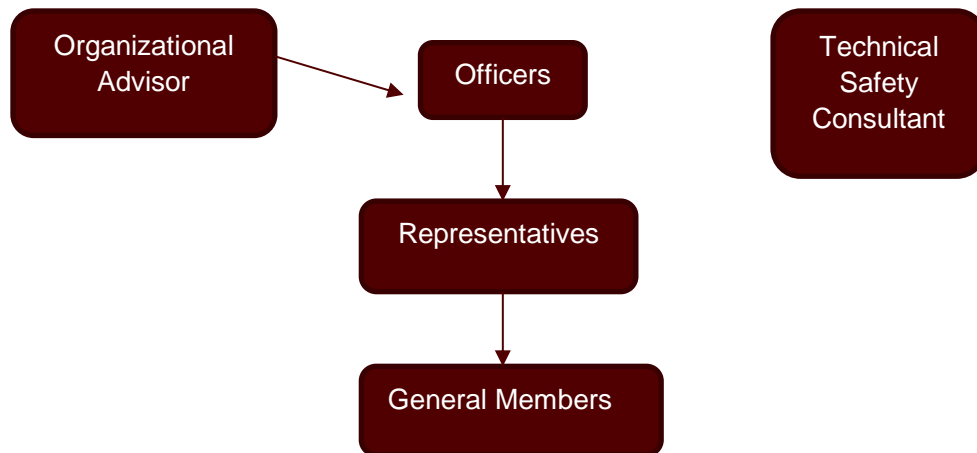 Organizational
Advisor
Officers
Technical
Safety
Consultant
Representatives
General Members